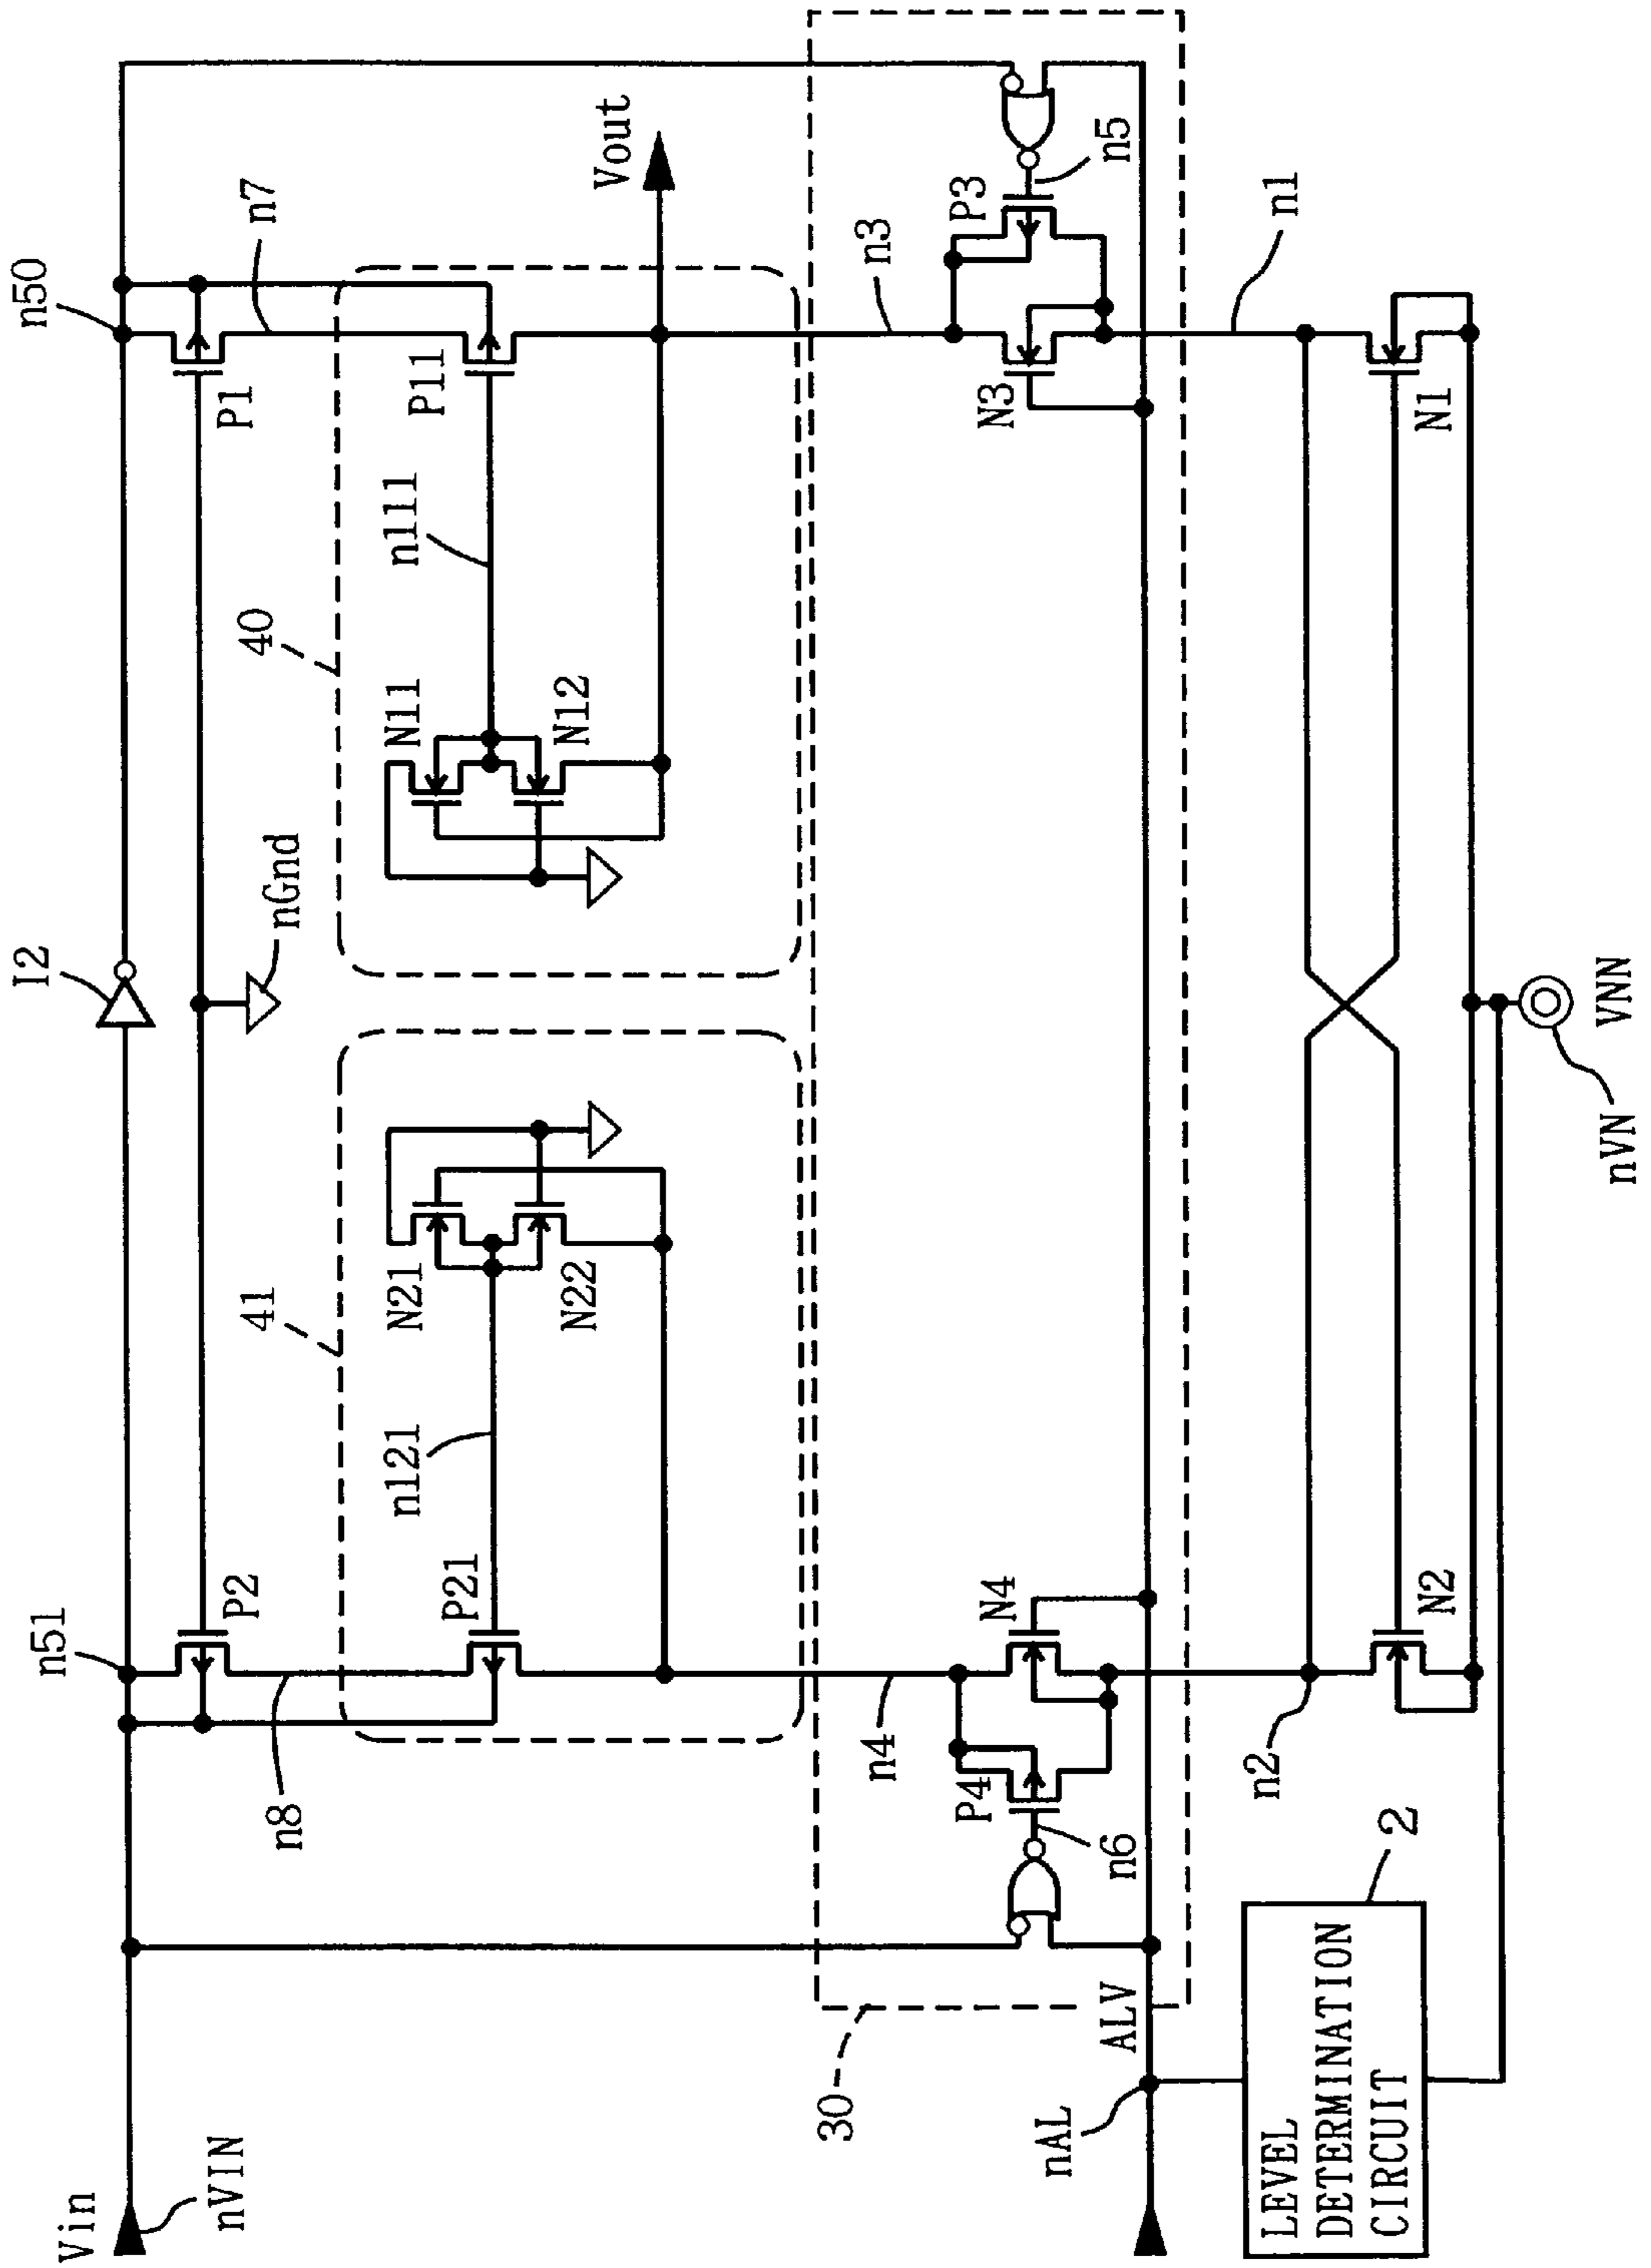 Vin
nVIN
n51
I2
n50
P2
nGnd
P1
n7
n8
41
40
P21
n121
N21
N22
N11
N12
n111
P11
Vout
n4
n3
P4
n6
N4
N3
P3
n5
30
ALV
nAL
n2
n1
N2
N1
LEVEL
DETERMINATION
CIRCUIT
2
nVN
VNN